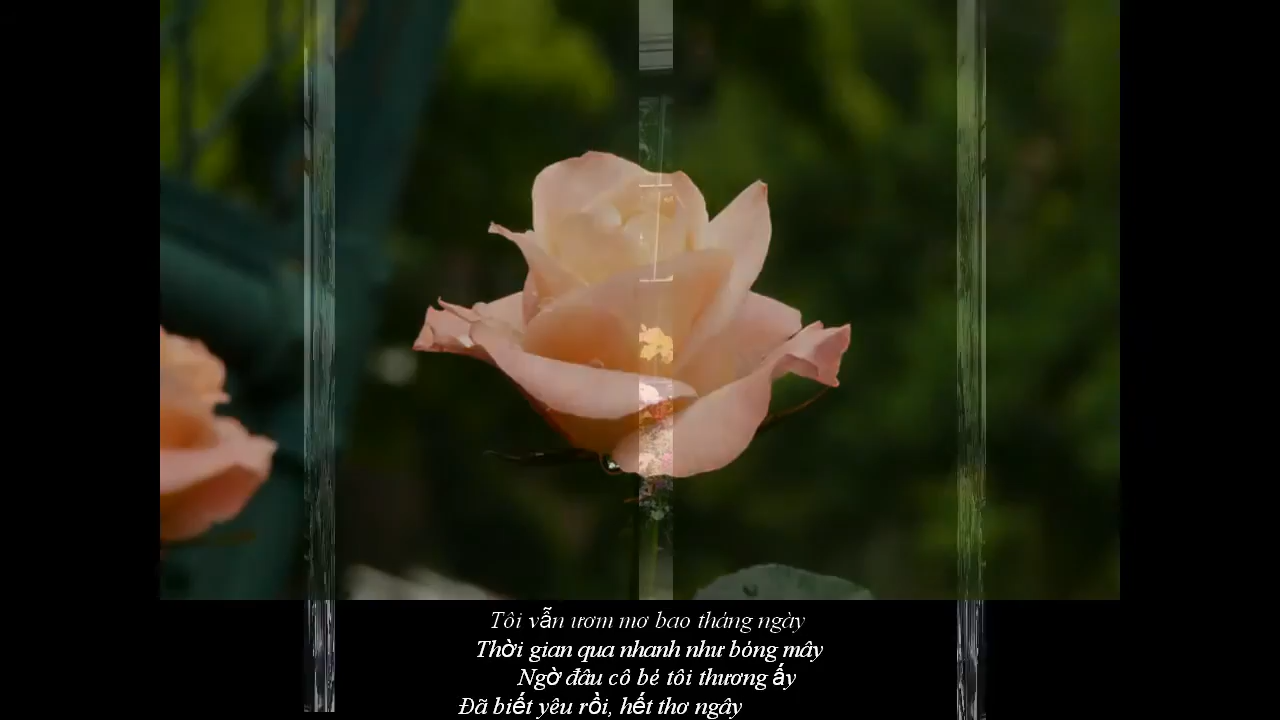 Tôi vẫn ươm mơ bao tháng ngày
Thời gian qua nhanh như bóng mây
Ngờ đâu cô bé tôi thương ấy
Đã biết yêu rồi, hết thơ ngây